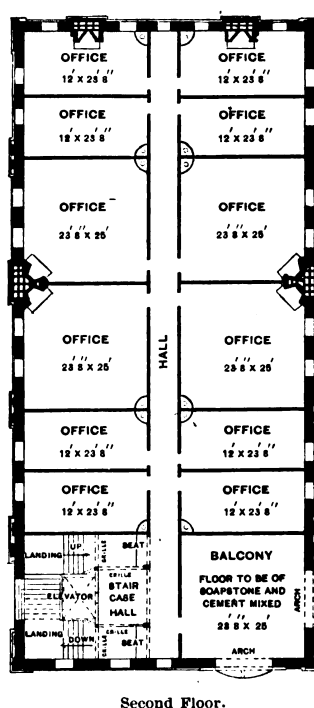 OFFICE
12' X 23' 8"
OFFICE
12' X 23' 8"
OFFICE
12' X 23' 8"
OFFICE
12' X 23' 8"
OFFICE
23' 8" X 25'
OFFICE
23' 8" X 25'
HALL
OFFICE
23' 8" X 25'
OFFICE
23' 8" X 25'
OFFICE
12' X 23' 8"
OFFICE
12' X 23' 8"
OFFICE
12' X 23' 8"
OFFICE
12' X 23' 8"
LANDING
UP
GRILLE
SEAT
GRILLE
ELEVATOR
STAIR
CASE
HALL
LANDING
DOWN
GRILLE
GRILLE
SEAT
BALCONY
FLOOR TO BE OF
SOAPSTONE AND
CEMENT MIXED
23' 8" X 25'
ARCH
ARCH
Second Floor.